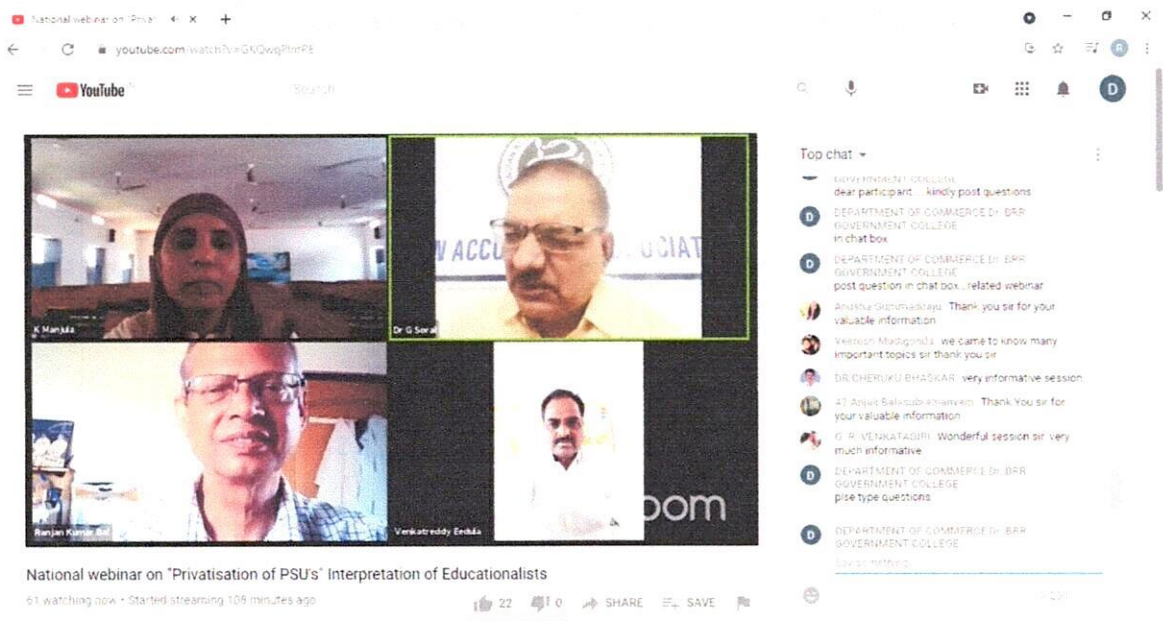 National webinar on "Privat
youtube.com/watch?v=
YouTube
Search
Top chat
GOVERNMENT COLLEGE
dear participant.... kindly post questions
D
DEPARTMENT OF COMMERCE Dr. BRR
GOVERNMENT COLLEGE
in chat box
D
DEPARTMENT OF COMMERCE Dr. BRR
GOVERNMENT COLLEGE
post question in chat box...related webinar
Thank you sir for your
valuable information
we came to know many
important topics sir thank you sir
DR.CHERUKU BHASKAR very informative session
Thank You sir for
your valuable information
G. R. VENKATAGIRI Wonderful session sir very
much informative
D
DEPARTMENT OF COMMERCE Dr. BRR
GOVERNMENT COLLEGE
plse type questions
D
DEPARTMENT OF COMMERCE Dr. BRR
GOVERNMENT COLLEGE
Say something...
K Manjula
Dr G Soral
Ranjan Kumar Bal
Venkatreddy Eedula
oom
National webinar on "Privatisation of PSU's" Interpretation of Educationalists
61 watching now • Started streaming 108 minutes ago
22
0
SHARE
SAVE